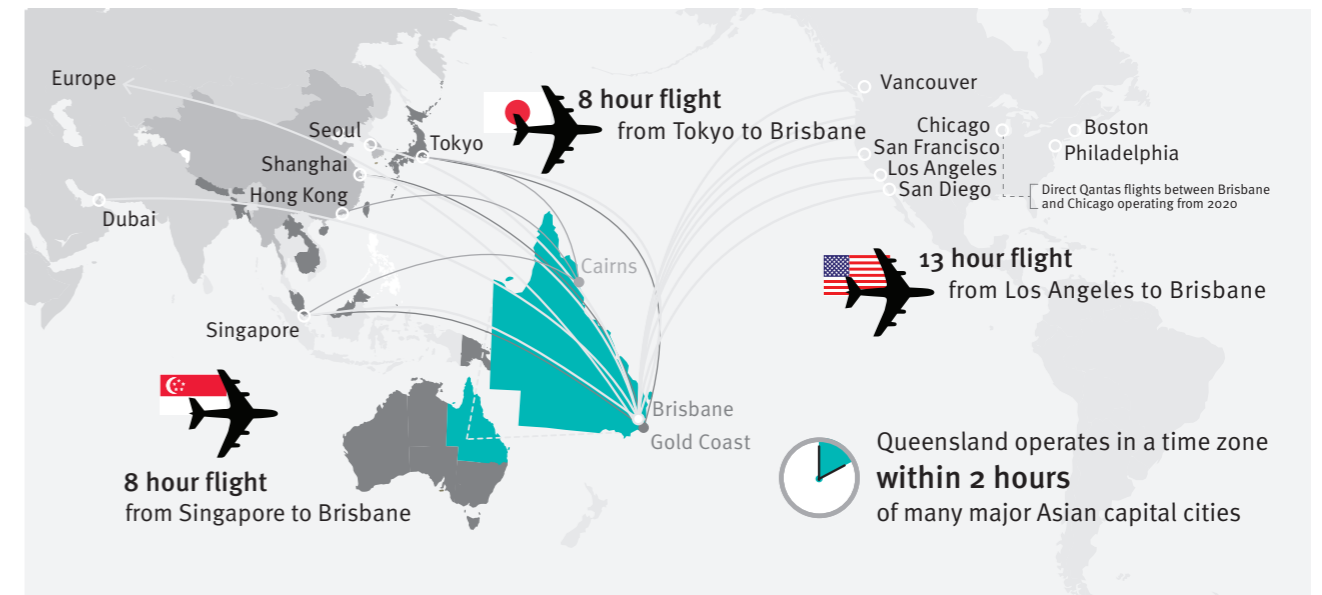 Europe
Seoul
Shanghai
Hong Kong
Dubai
Tokyo
8 hour flight
from Tokyo to Brisbane
Vancouver
Chicago
San Francisco
Los Angeles
San Diego
Boston
Philadelphia
Direct Qantas flights between Brisbane
and Chicago operating from 2020
Cairns
13 hour flight
from Los Angeles to Brisbane
Singapore
Brisbane
Gold Coast
8 hour flight
from Singapore to Brisbane
Queensland operates in a time zone
within 2 hours
of many major Asian capital cities